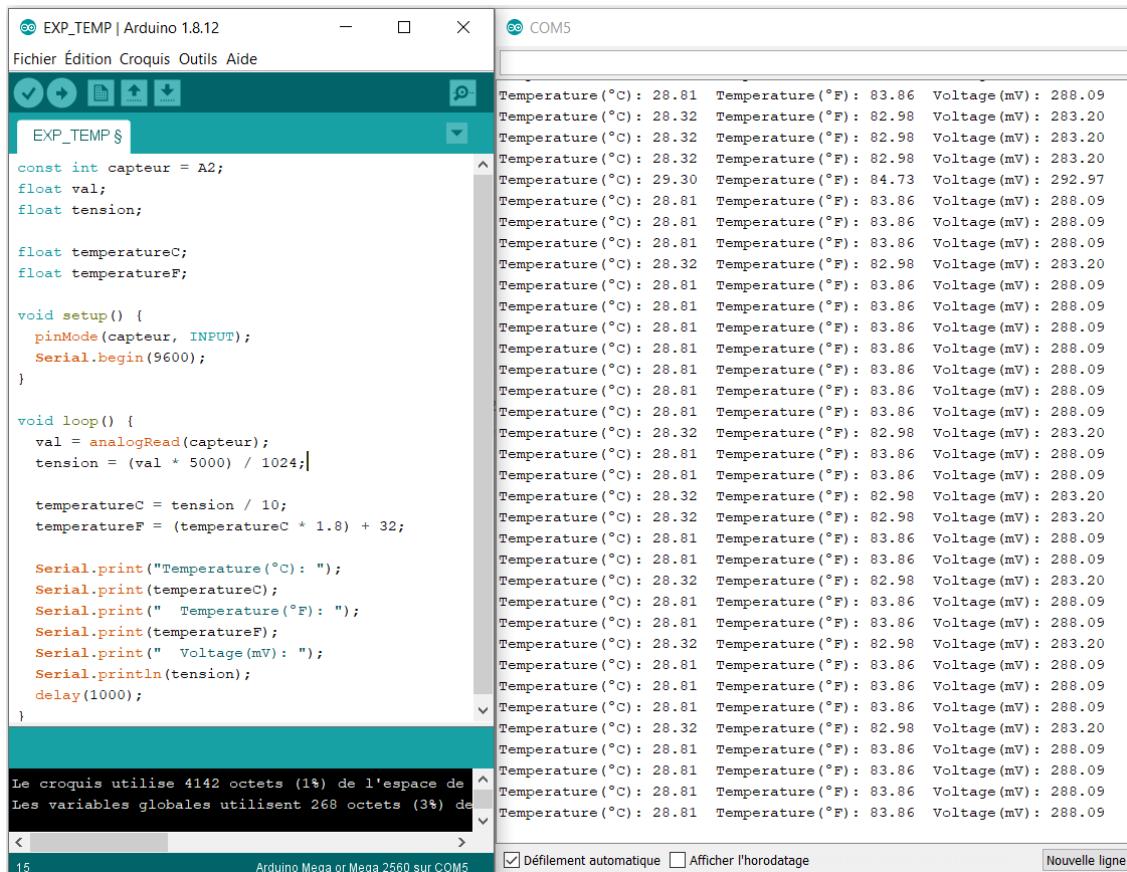 EXP_TEMP | Arduino 1.8.12
Fichier Édition Croquis Outils Aide
EXP_TEMP §
const int capteur = A2;
float val;
float tension;
float temperatureC;
float temperatureF;
void setup() {
pinMode(capteur, INPUT);
Serial.begin(9600);
}
void loop() {
val = analogRead(capteur);
tension = (val * 5000) / 1024;
temperatureC = tension / 10;
temperatureF = (temperatureC * 1.8) + 32;
Serial.print("Temperature(°C): ");
Serial.print(temperatureC);
Serial.print("  Temperature(°F): ");
Serial.print(temperatureF);
Serial.print("  Voltage(mV): ");
Serial.println(tension);
delay(1000);
}
Le croquis utilise 4142 octets (1%) de l'espace de
Les variables globales utilisent 268 octets (3%) de
15 Arduino Mega or Mega 2560 sur COM5
COM5
Temperature(°C): 28.81  Temperature(°F): 83.86  Voltage(mV): 288.09
Temperature(°C): 28.32  Temperature(°F): 82.98  Voltage(mV): 283.20
Temperature(°C): 28.32  Temperature(°F): 82.98  Voltage(mV): 283.20
Temperature(°C): 28.32  Temperature(°F): 82.98  Voltage(mV): 283.20
Temperature(°C): 29.30  Temperature(°F): 84.73  Voltage(mV): 292.97
Temperature(°C): 28.81  Temperature(°F): 83.86  Voltage(mV): 288.09
Temperature(°C): 28.81  Temperature(°F): 83.86  Voltage(mV): 288.09
Temperature(°C): 28.81  Temperature(°F): 83.86  Voltage(mV): 288.09
Temperature(°C): 28.32  Temperature(°F): 82.98  Voltage(mV): 283.20
Temperature(°C): 28.81  Temperature(°F): 83.86  Voltage(mV): 288.09
Temperature(°C): 28.81  Temperature(°F): 83.86  Voltage(mV): 288.09
Temperature(°C): 28.81  Temperature(°F): 83.86  Voltage(mV): 288.09
Temperature(°C): 28.81  Temperature(°F): 83.86  Voltage(mV): 288.09
Temperature(°C): 28.81  Temperature(°F): 83.86  Voltage(mV): 288.09
Temperature(°C): 28.81  Temperature(°F): 83.86  Voltage(mV): 288.09
Temperature(°C): 28.81  Temperature(°F): 83.86  Voltage(mV): 288.09
Temperature(°C): 28.32  Temperature(°F): 82.98  Voltage(mV): 283.20
Temperature(°C): 28.81  Temperature(°F): 83.86  Voltage(mV): 288.09
Temperature(°C): 28.81  Temperature(°F): 83.86  Voltage(mV): 288.09
Temperature(°C): 28.32  Temperature(°F): 82.98  Voltage(mV): 283.20
Temperature(°C): 28.32  Temperature(°F): 82.98  Voltage(mV): 283.20
Temperature(°C): 28.81  Temperature(°F): 83.86  Voltage(mV): 288.09
Temperature(°C): 28.81  Temperature(°F): 83.86  Voltage(mV): 288.09
Temperature(°C): 28.32  Temperature(°F): 82.98  Voltage(mV): 283.20
Temperature(°C): 28.81  Temperature(°F): 83.86  Voltage(mV): 288.09
Temperature(°C): 28.81  Temperature(°F): 83.86  Voltage(mV): 288.09
Temperature(°C): 28.32  Temperature(°F): 82.98  Voltage(mV): 283.20
Temperature(°C): 28.81  Temperature(°F): 83.86  Voltage(mV): 288.09
Temperature(°C): 28.81  Temperature(°F): 83.86  Voltage(mV): 288.09
Temperature(°C): 28.81  Temperature(°F): 83.86  Voltage(mV): 288.09
Temperature(°C): 28.32  Temperature(°F): 82.98  Voltage(mV): 283.20
Temperature(°C): 28.81  Temperature(°F): 83.86  Voltage(mV): 288.09
Temperature(°C): 28.81  Temperature(°F): 83.86  Voltage(mV): 288.09
Temperature(°C): 28.81  Temperature(°F): 83.86  Voltage(mV): 288.09
Temperature(°C): 28.81  Temperature(°F): 83.86  Voltage(mV): 288.09
Défilement automatique Afficher l'horodatage Nouvelle ligne